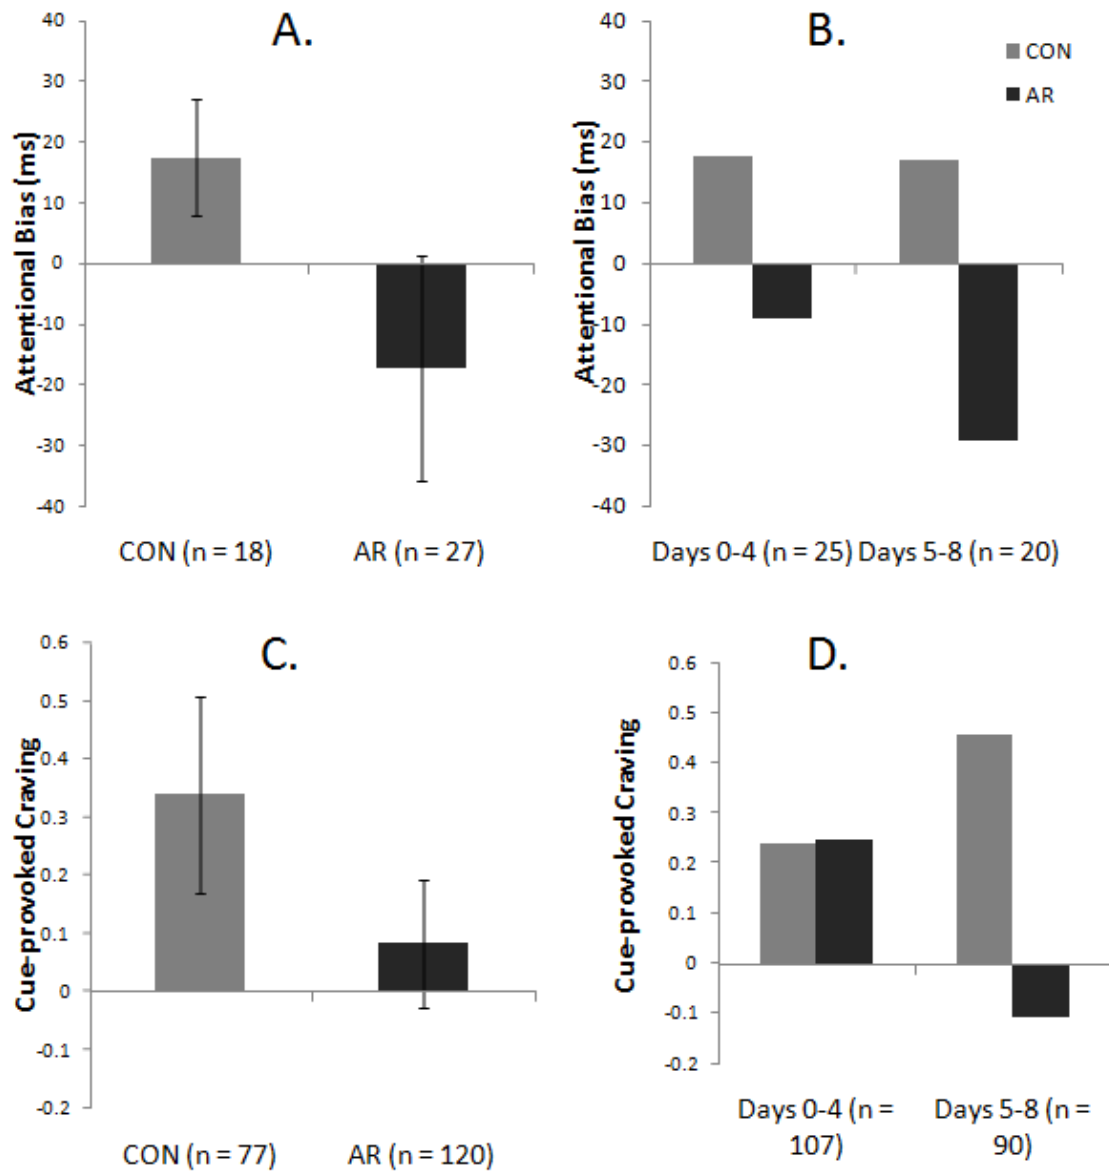 A.
Attentional Bias (ms)
40
30
20
10
0
-10
-20
-30
-40
CON (n = 18) AR (n = 27)
B.
CON
AR
Attentional Bias (ms)
40
30
20
10
0
-10
-20
-30
-40
Days 0-4 (n = 25) Days 5-8 (n = 20)
C.
Cue-provoked Craving
0.6
0.5
0.4
0.3
0.2
0.1
0
-0.1
-0.2
CON (n = 77) AR (n = 120)
D.
Cue-provoked Craving
0.6
0.5
0.4
0.3
0.2
0.1
0
-0.1
-0.2
Days 0-4 (n =
107)
Days 5-8 (n =
90)